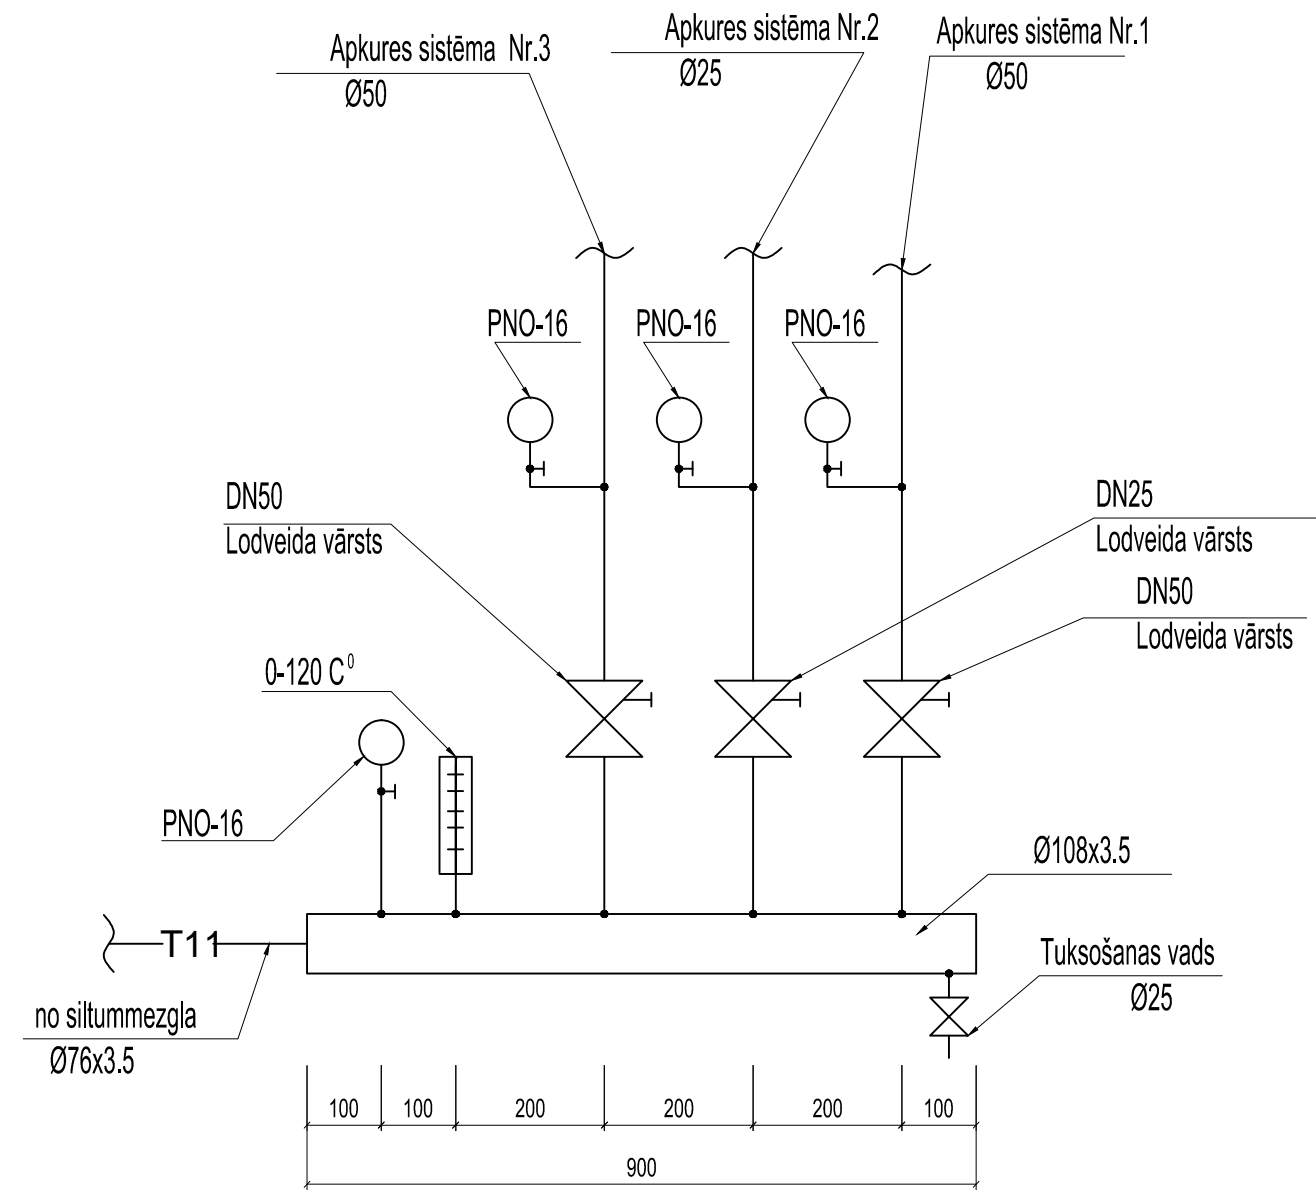 Apkures sistēma Nr.3
Ø50
Apkures sistēma Nr.2
Ø25
Apkures sistēma Nr.1
Ø50
PNO-16
PNO-16
PNO-16
DN50
Lodveida vārsts
DN25
Lodveida vārsts
DN50
Lodveida vārsts
0-120 C⁰
PNO-16
Ø108x3.5
T11
Tuksošanas vads
Ø25
no siltummezgla
Ø76x3.5
100 100 200 200 200 100
900